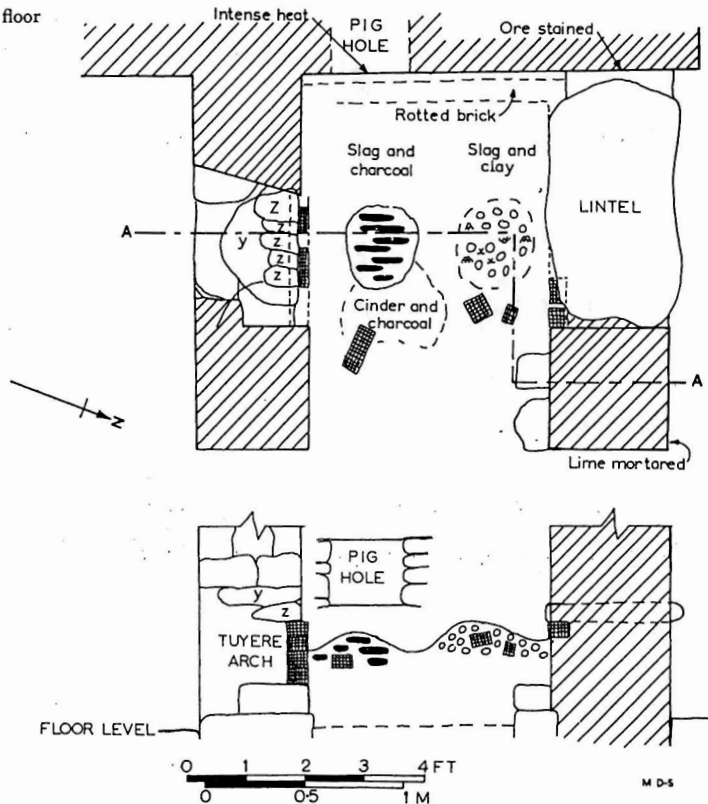 floor
Intense heat
PIG
HOLE
Ore stained
Rotted brick
Slag and
charcoal
Slag and
clay
LINTEL
A
Z
z
z
z
z
y
Cinder and
charcoal
A
N
Lime mortared
PIG
HOLE
y
z
TUYERE
ARCH
FLOOR LEVEL
0 1 2 3 4 FT
0 0·5 1 M
M D-S